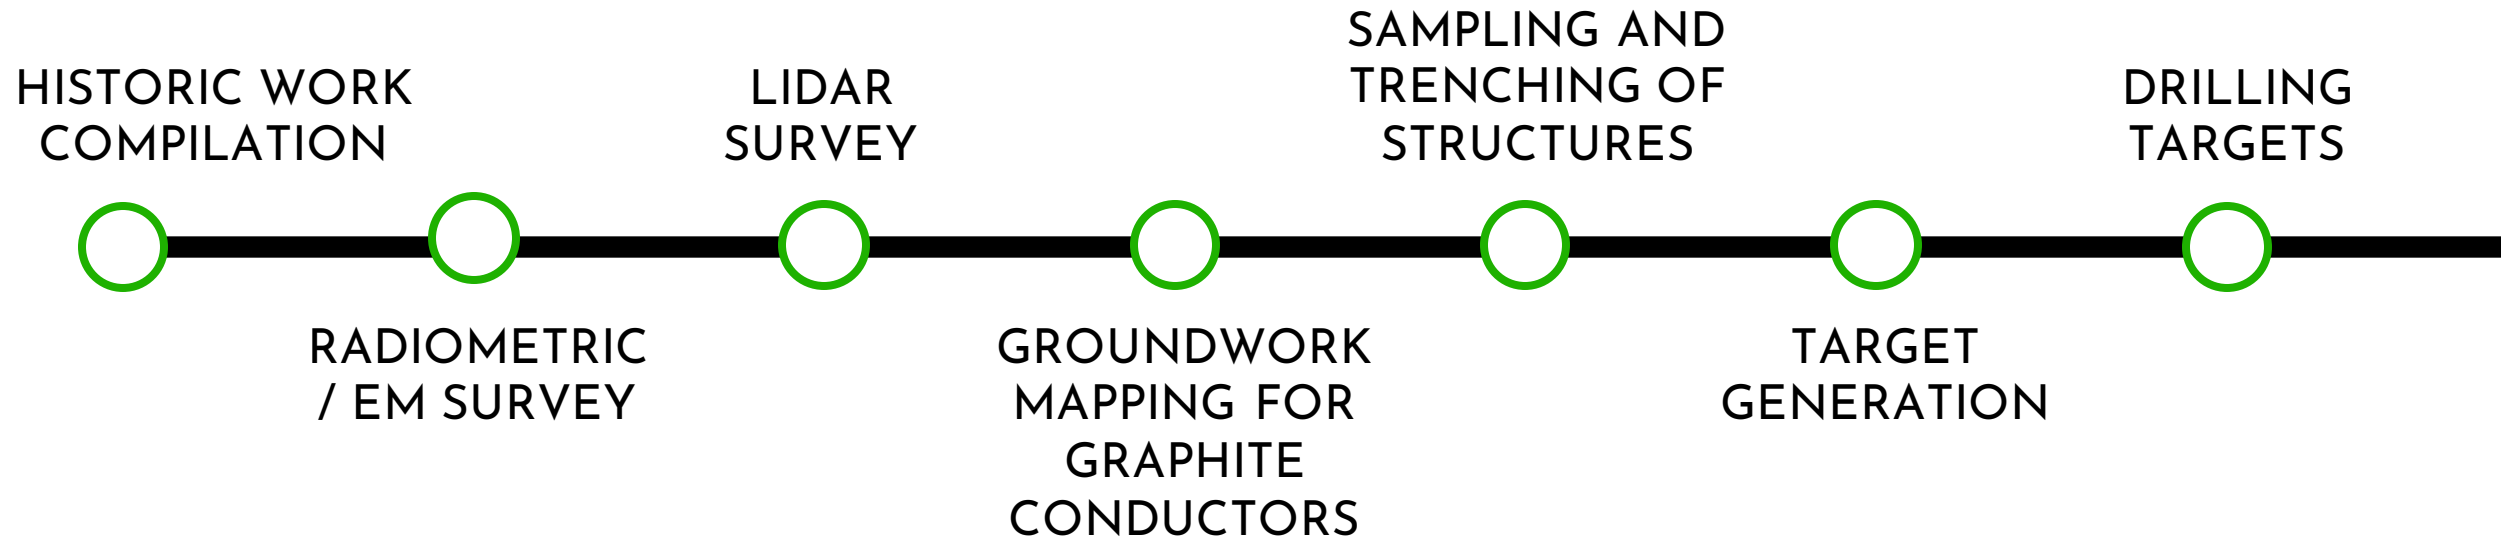 HISTORIC WORK
COMPILATION
RADIOMETRIC
/ EM SURVEY
LIDAR
SURVEY
GROUNDWORK
MAPPING FOR
GRAPHITE
CONDUCTORS
SAMPLING AND
TRENCHING OF
STRUCTURES
TARGET
GENERATION
DRILLING
TARGETS